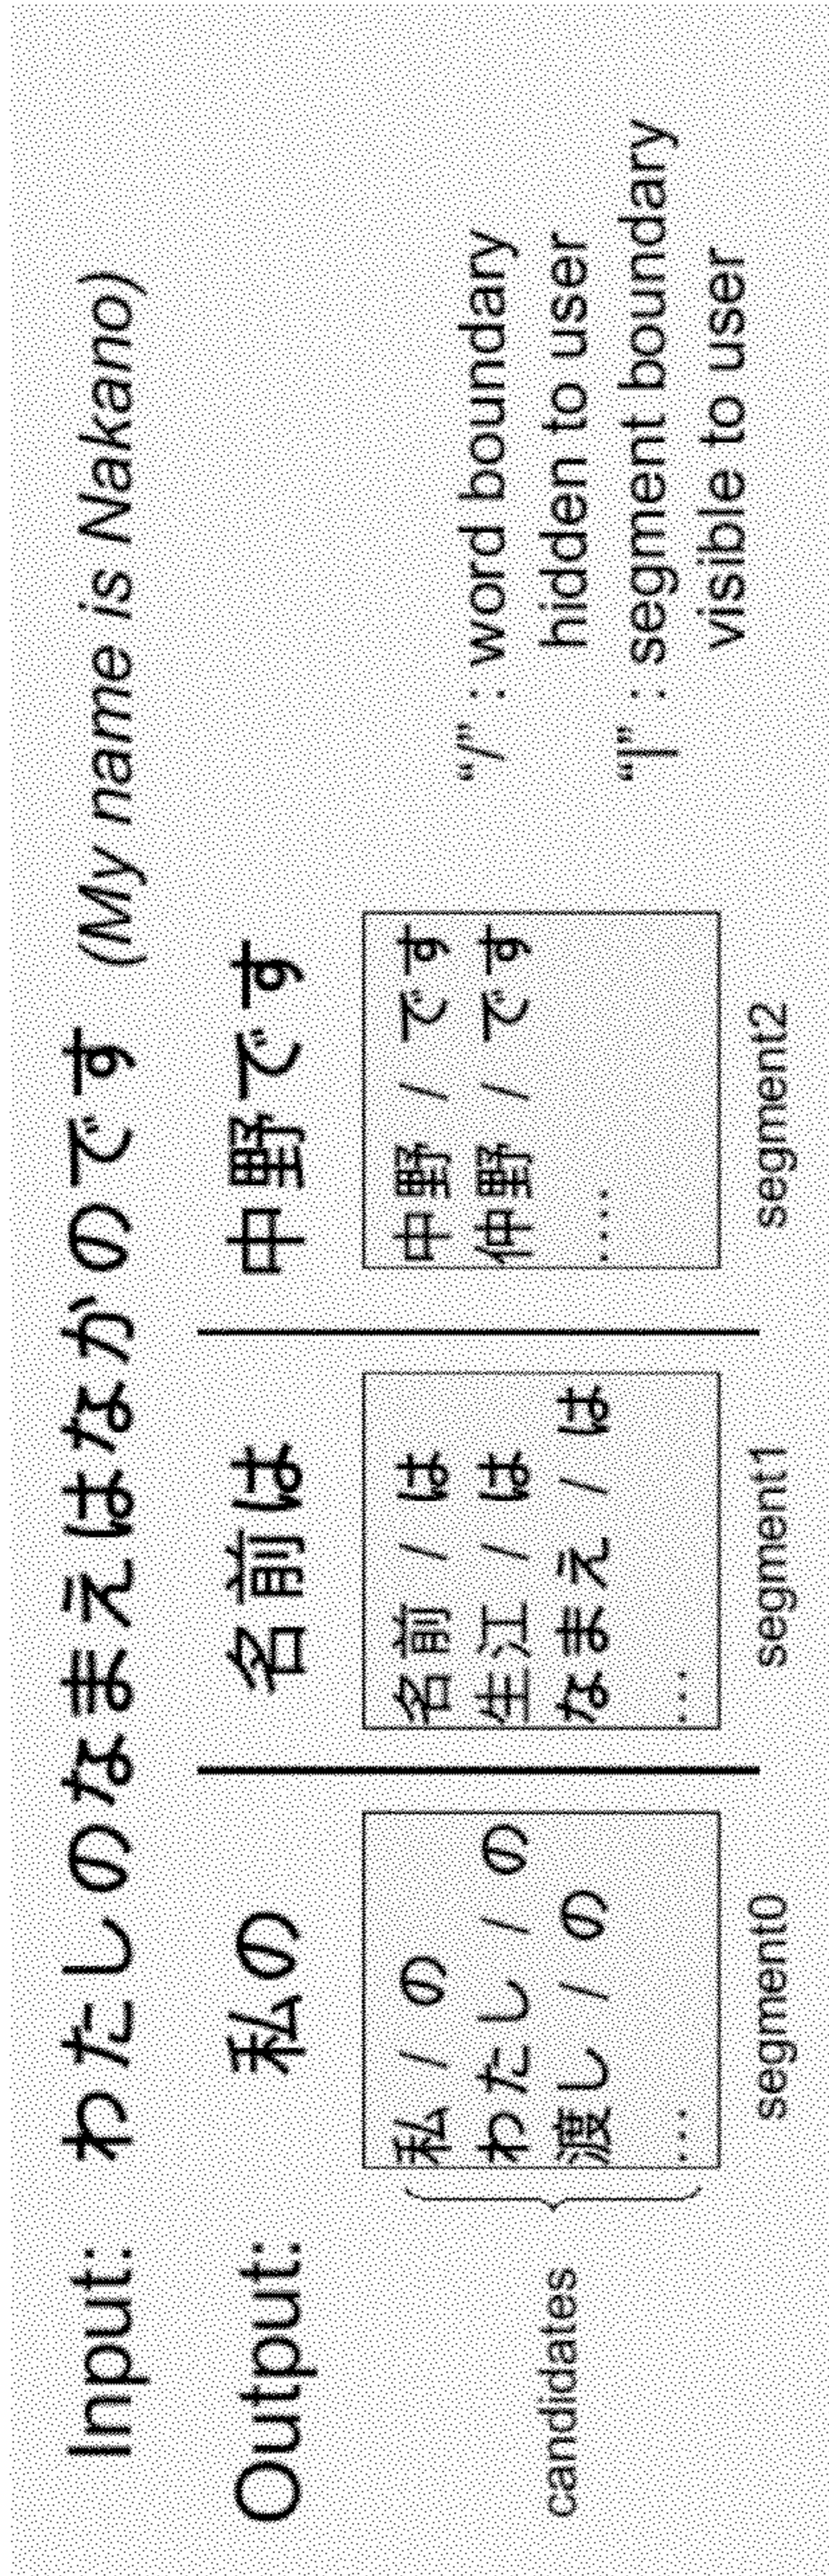 Input: わたしのなまえはなかのです (My name is Nakano)
Output: 私の | 名前は | 中野です
candidates
私 / の
わたし / の
渡し / の
...
segment0
名前 / は
生江 / は
なまえ / は
...
segment1
中野 / です
仲野 / です
....
segment2
“/” : word boundary
hidden to user
“|” : segment boundary
visible to user